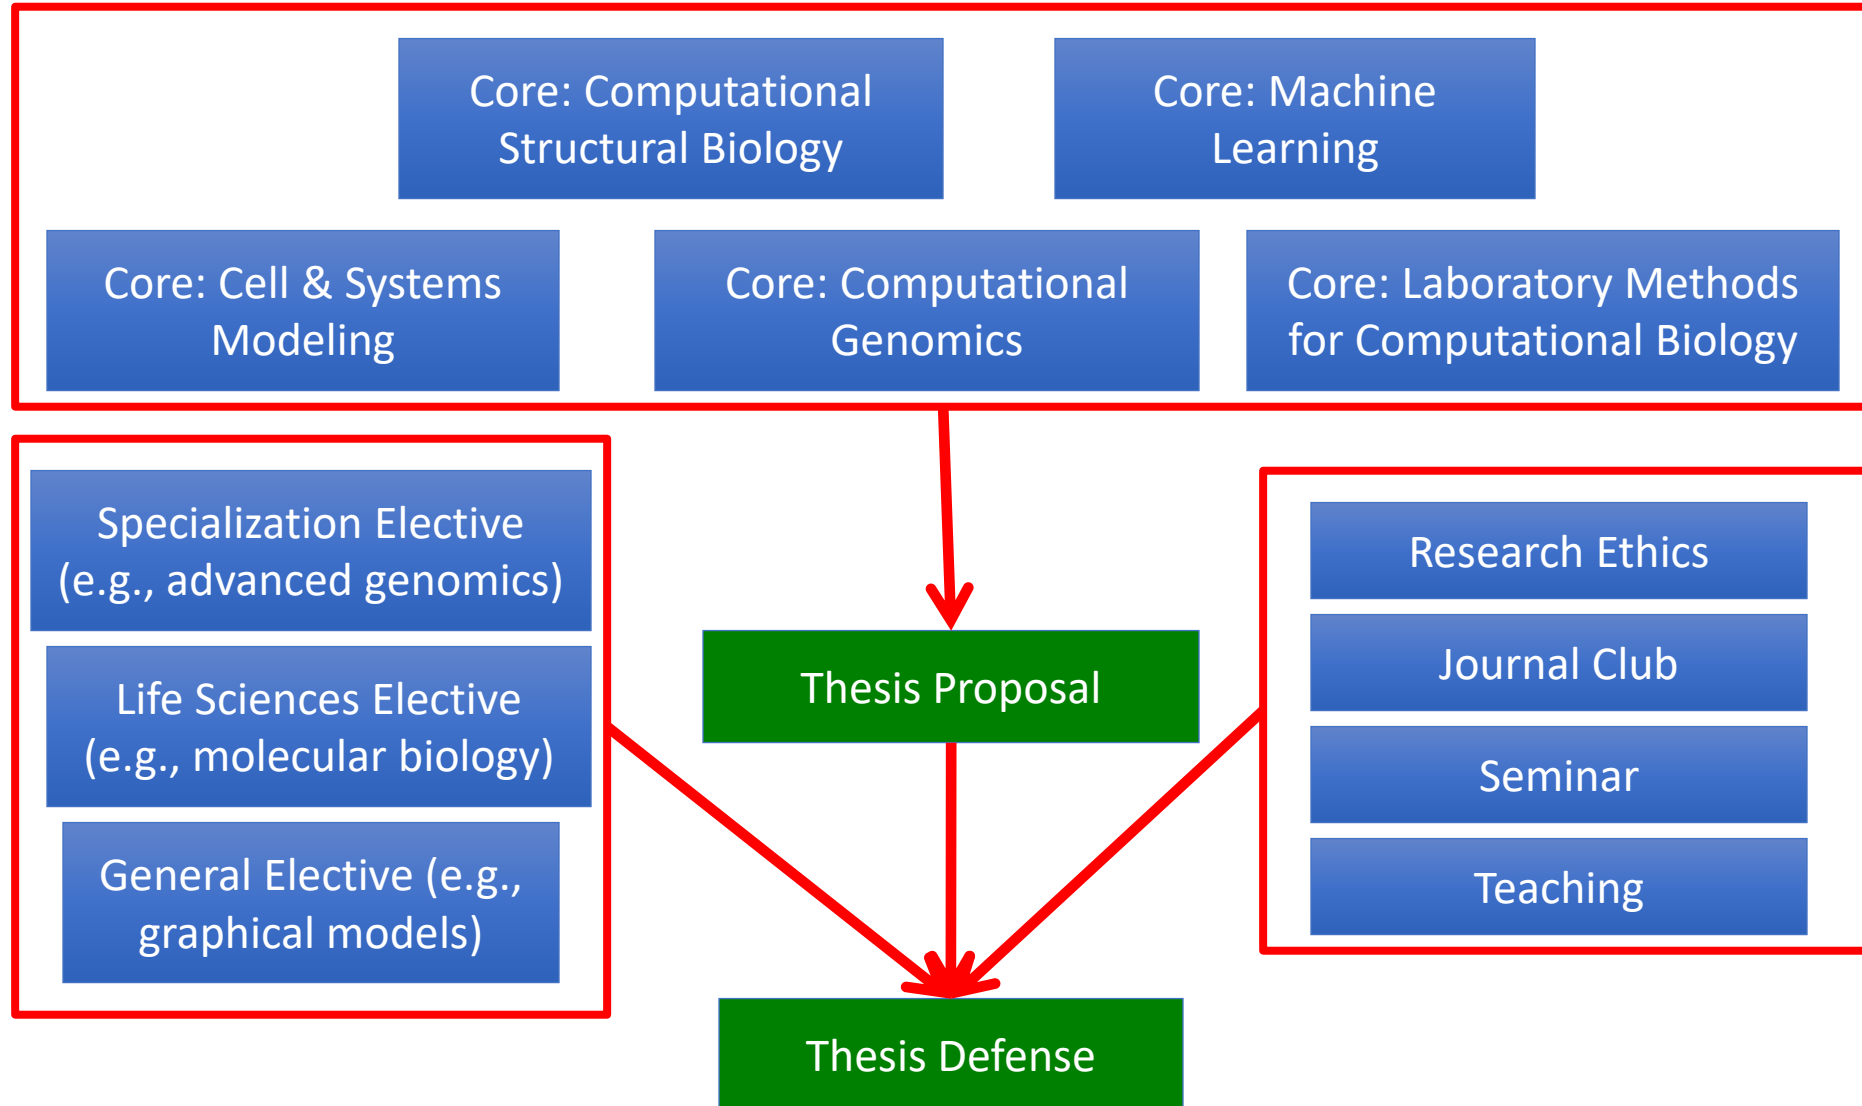 Core: Computational
Structural Biology
Core: Machine
Learning
Core: Cell & Systems
Modeling
Core: Computational
Genomics
Core: Laboratory Methods
for Computational Biology
Specialization Elective
(e.g., advanced genomics)
Life Sciences Elective
(e.g., molecular biology)
General Elective (e.g.,
graphical models)
Thesis Proposal
Research Ethics
Journal Club
Seminar
Teaching
Thesis Defense